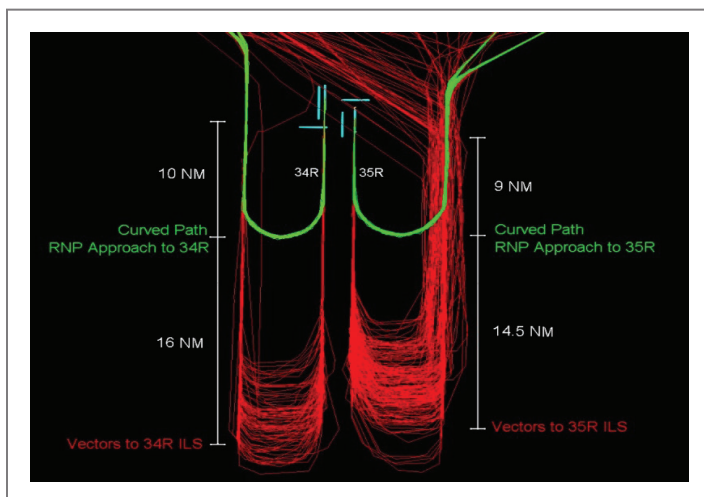 10 NM
34R
35R
9 NM
Curved Path
RNP Approach to 34R
Curved Path
RNP Approach to 35R
16 NM
14.5 NM
Vectors to 34R ILS
Vectors to 35R ILS